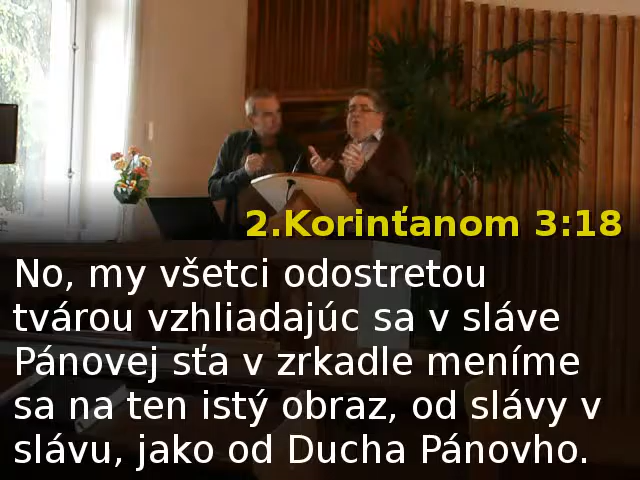 2.Korinťanom 3:18
No, my všetci odostretou
tvárou vzhliadajúc sa v sláve
Pánovej sťa v zrkadle meníme
sa na ten istý obraz, od slávy v
slávu, jako od Ducha Pánovho.